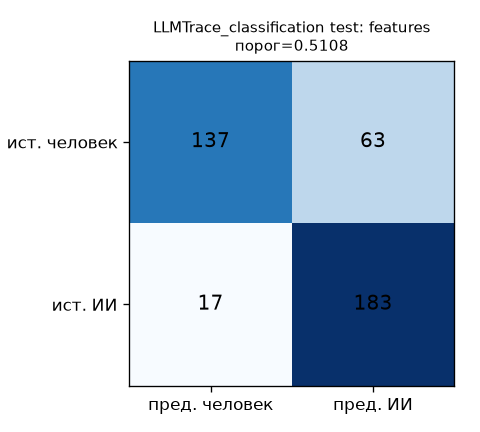 LLMTrace_classification test: features
порог=0.5108
ист. человек
137
63
ист. ИИ
17
183
пред. человек
пред. ИИ